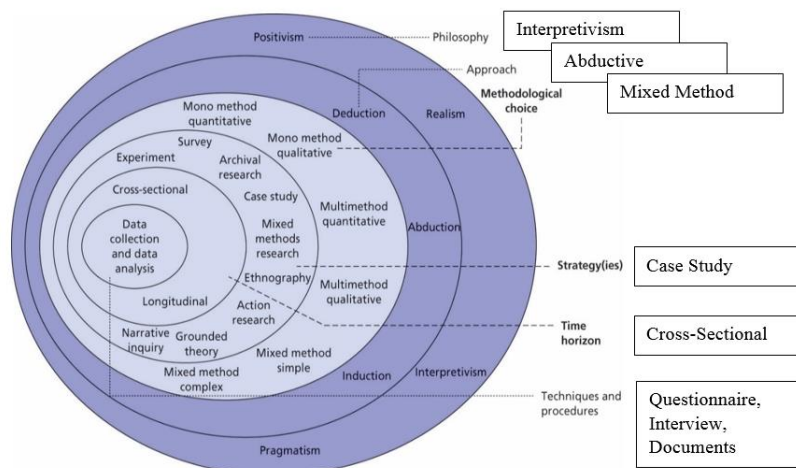 Positivism
Philosophy
Interpretivism
Approach
Abductive
Methodological
choice
Mixed Method
Mono method
quantitative
Deduction
Realism
Survey
Mono method
qualitative
Experiment
Archival
research
Cross-sectional
Case study
Multimethod
quantitative
Data
collection
and data
analysis
Mixed
methods
research
Abduction
Strategy(ies)
Case Study
Ethnography
Multimethod
qualitative
Longitudinal
Action
research
Time
horizon
Cross-Sectional
Narrative
inquiry
Grounded
theory
Mixed method
simple
Mixed method
complex
Induction
Interpretivism
Techniques and
procedures
Questionnaire,
Interview,
Documents
Pragmatism